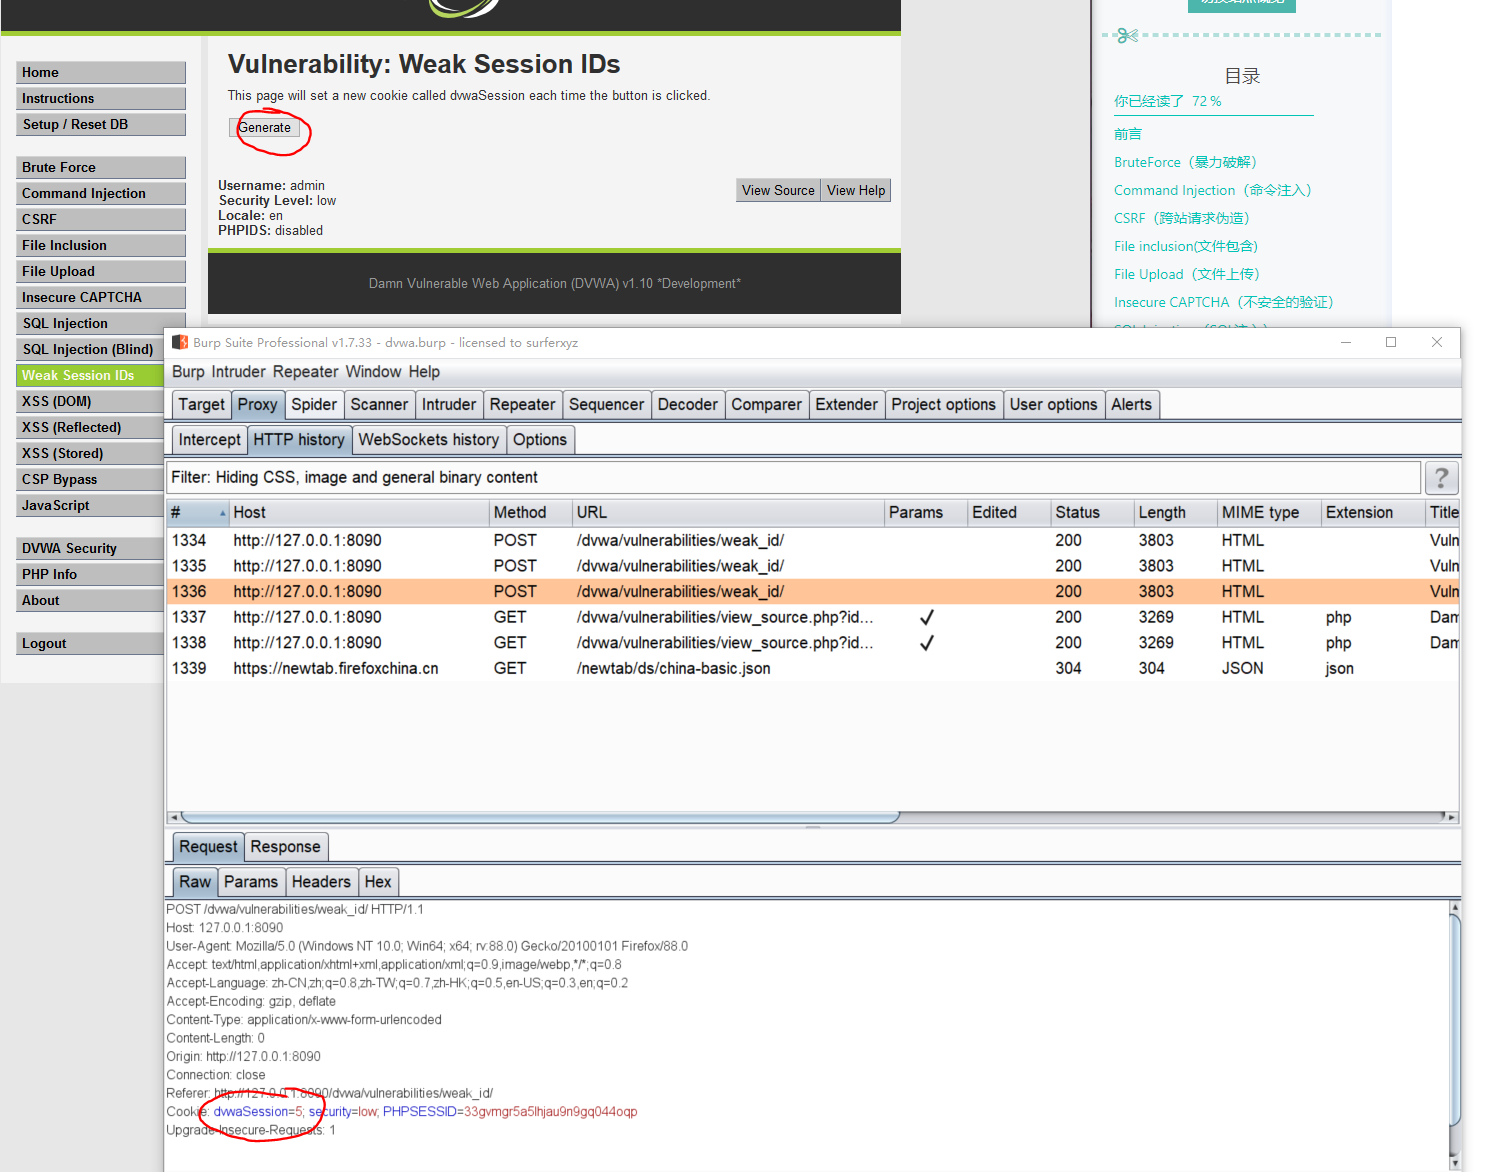 Vulnerability: Weak Session IDs
This page will set a new cookie called dvwaSession each time the button is clicked.
Generate
Username: admin
Security Level: low
Locale: en
PHPIDS: disabled
View Source View Help
Damn Vulnerable Web Application (DVWA) v1.10 *Development*
Home
Instructions
Setup / Reset DB
Brute Force
Command Injection
CSRF
File Inclusion
File Upload
Insecure CAPTCHA
SQL Injection
SQL Injection (Blind)
Weak Session IDs
XSS (DOM)
XSS (Reflected)
XSS (Stored)
CSP Bypass
JavaScript
DVWA Security
PHP Info
About
Logout
目录
你已经读了 72 %
前言
BruteForce（暴力破解）
Command Injection（命令注入）
CSRF（跨站请求伪造）
File inclusion(文件包含)
File Upload（文件上传）
Insecure CAPTCHA（不安全的验证）
Burp Suite Professional v1.7.33 - dvwa.burp - licensed to surferxyz
Burp Intruder Repeater Window Help
Target Proxy Spider Scanner Intruder Repeater Sequencer Decoder Comparer Extender Project options User options Alerts
Intercept HTTP history WebSockets history Options
Filter: Hiding CSS, image and general binary content ?
# Host Method URL Params Edited Status Length MIME type Extension Title
1334 http://127.0.0.1:8090 POST /dvwa/vulnerabilities/weak_id/ 200 3803 HTML Vuln
1335 http://127.0.0.1:8090 POST /dvwa/vulnerabilities/weak_id/ 200 3803 HTML Vuln
1336 http://127.0.0.1:8090 POST /dvwa/vulnerabilities/weak_id/ 200 3803 HTML Vuln
1337 http://127.0.0.1:8090 GET /dvwa/vulnerabilities/view_source.php?id... ✓ 200 3269 HTML php Dam
1338 http://127.0.0.1:8090 GET /dvwa/vulnerabilities/view_source.php?id... ✓ 200 3269 HTML php Dam
1339 https://newtab.firefoxchina.cn GET /newtab/ds/china-basic.json 304 304 JSON json
Request Response
Raw Params Headers Hex
POST /dvwa/vulnerabilities/weak_id/ HTTP/1.1
Host: 127.0.0.1:8090
User-Agent: Mozilla/5.0 (Windows NT 10.0; Win64; x64; rv:88.0) Gecko/20100101 Firefox/88.0
Accept: text/html,application/xhtml+xml,application/xml;q=0.9,image/webp,*/*;q=0.8
Accept-Language: zh-CN,zh;q=0.8,zh-TW;q=0.7,zh-HK;q=0.5,en-US;q=0.3,en;q=0.2
Accept-Encoding: gzip, deflate
Content-Type: application/x-www-form-urlencoded
Content-Length: 0
Origin: http://127.0.0.1:8090
Connection: close
Referer: http://127.0.0.1:8090/dvwa/vulnerabilities/weak_id/
Cookie: dvwaSession=5; security=low; PHPSESSID=33gvmgr5a5lhjau9n9gq044oqp
Upgrade-Insecure-Requests: 1